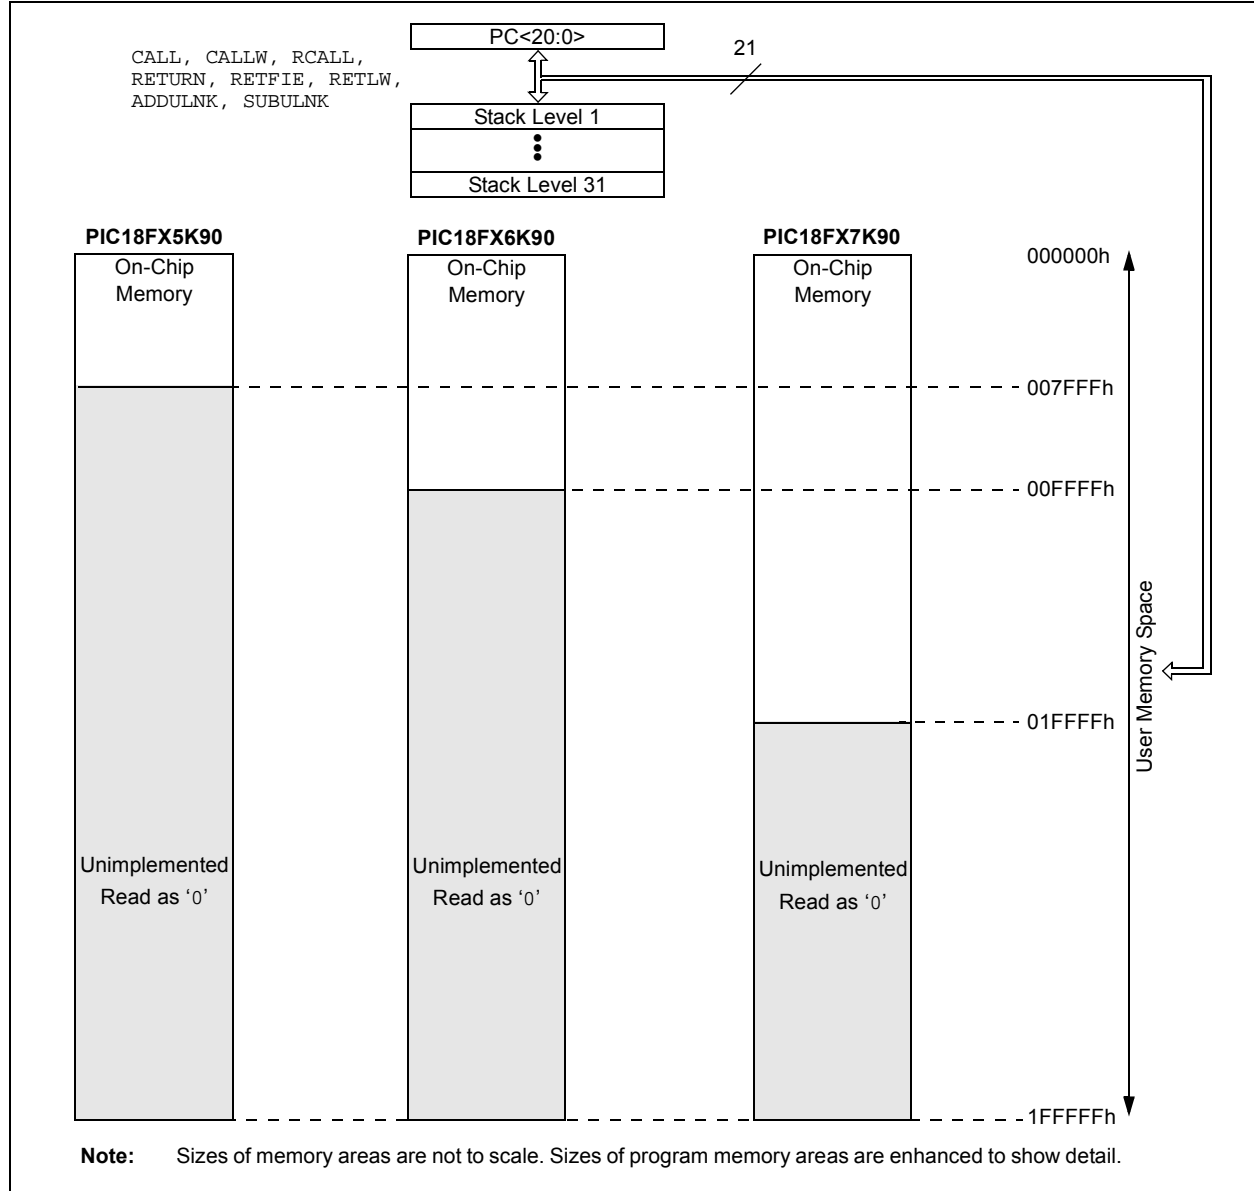 PC<20:0>
21
CALL, CALLW, RCALL,
RETURN, RETFIE, RETLW,
ADDULNK, SUBULNK
Stack Level 1
Stack Level 31
PIC18FX5K90
PIC18FX6K90
PIC18FX7K90
On-Chip
Memory
On-Chip
Memory
On-Chip
Memory
000000h
007FFFh
00FFFFh
01FFFFh
User Memory Space
Unimplemented
Read as ‘0’
Unimplemented
Read as ‘0’
Unimplemented
Read as ‘0’
1FFFFFh
Note: Sizes of memory areas are not to scale. Sizes of program memory areas are enhanced to show detail.